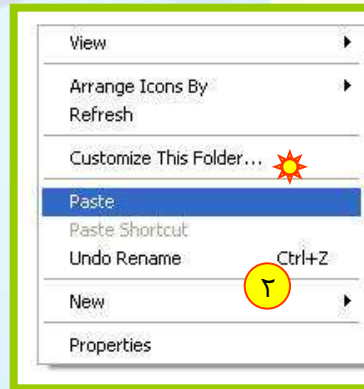 View
Arrange Icons By
Refresh
Customize This Folder...
Paste
Paste Shortcut
Undo Rename Ctrl+Z
٢
New
Properties